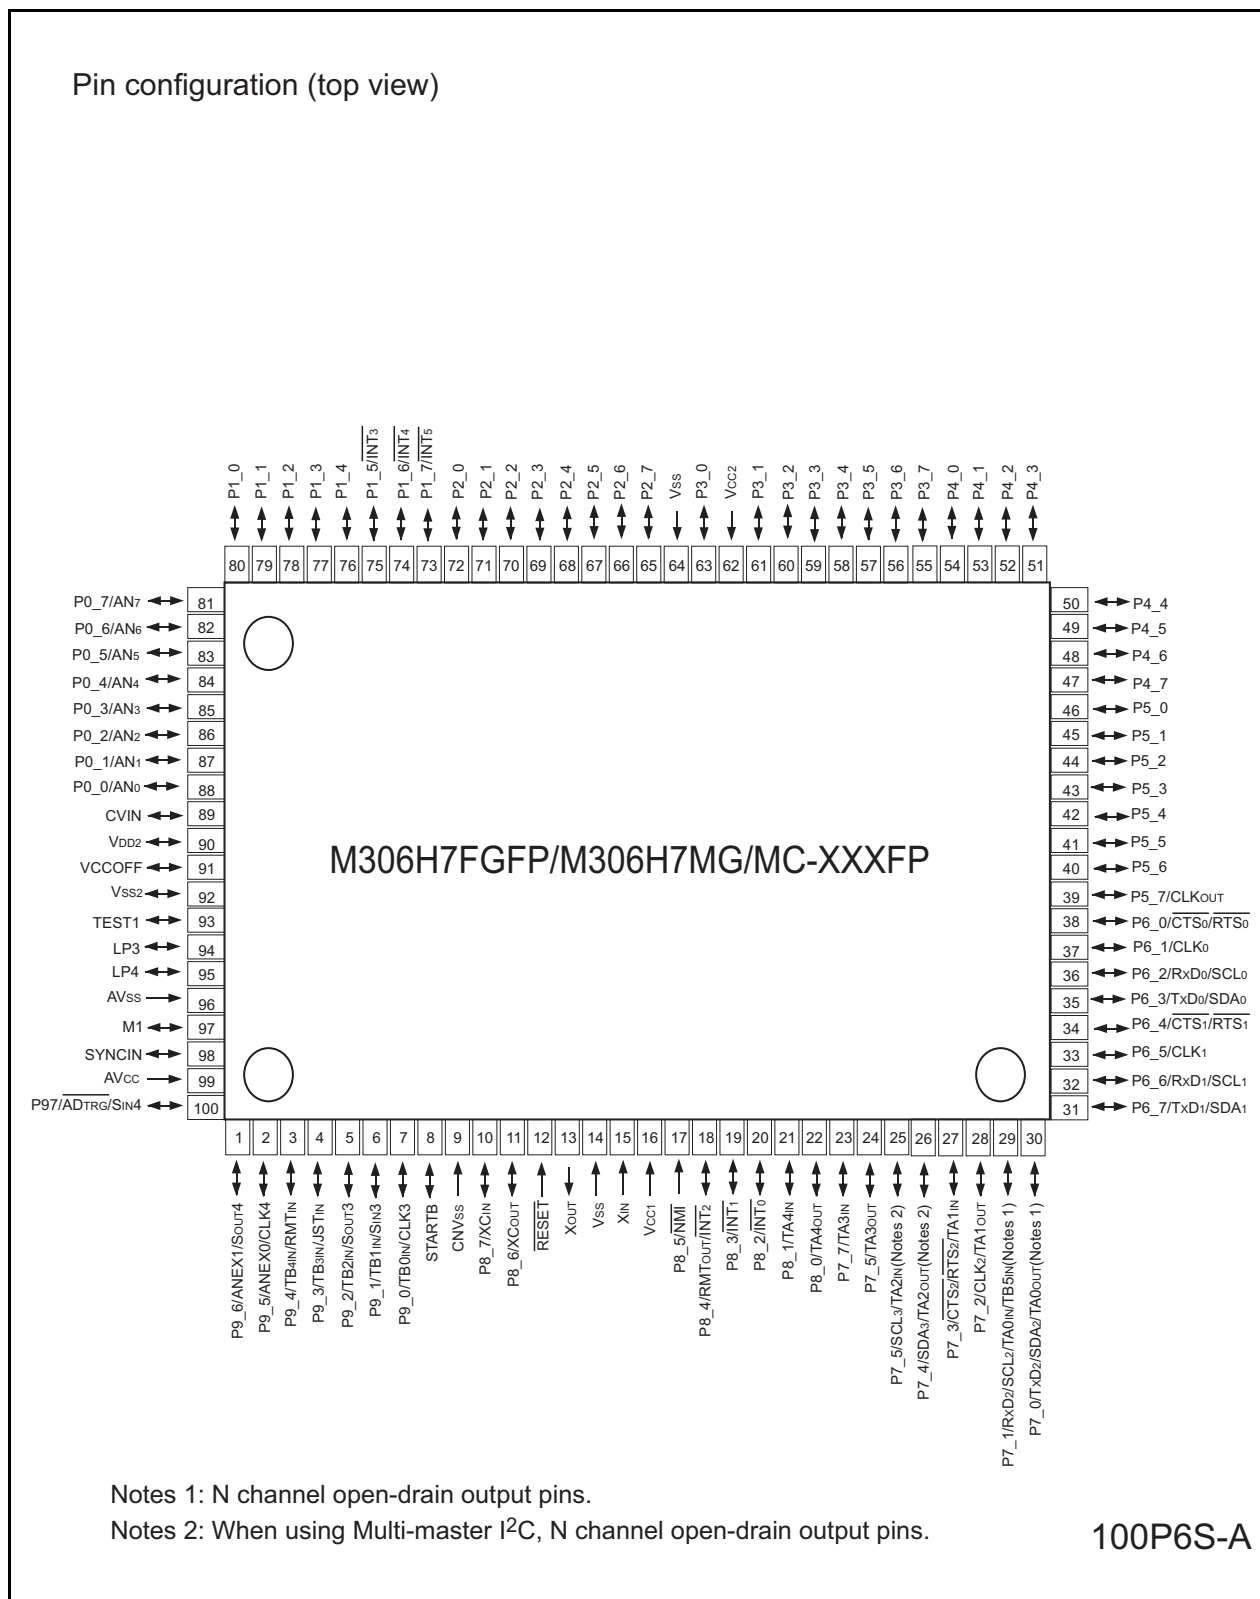 Pin configuration (top view)
P1_0
P1_1
P1_2
P1_3
P1_4
P1_5/INT3
P1_6/INT4
P1_7/INT5
P2_0
P2_1
P2_2
P2_3
P2_4
P2_5
P2_6
P2_7
Vss
P3_0
Vcc2
P3_1
P3_2
P3_3
P3_4
P3_5
P3_6
P3_7
P4_0
P4_1
P4_2
P4_3
80 79 78 77 76 75 74 73 72 71 70 69 68 67 66 65 64 63 62 61 60 59 58 57 56 55 54 53 52 51
P0_7/AN7 81
P0_6/AN6 82
P0_5/AN5 83
P0_4/AN4 84
P0_3/AN3 85
P0_2/AN2 86
P0_1/AN1 87
P0_0/AN0 88
CVIN 89
VDD2 90
VCCOFF 91
VSS2 92
TEST1 93
LP3 94
LP4 95
AVSS 96
M1 97
SYNCIN 98
AVCC 99
P97/ADTRG/SIN4 100
M306H7FGFP/M306H7MG/MC-XXXFP
50 P4_4
49 P4_5
48 P4_6
47 P4_7
46 P5_0
45 P5_1
44 P5_2
43 P5_3
42 P5_4
41 P5_5
40 P5_6
39 P5_7/CLKOUT
38 P6_0/CTS0/RTS0
37 P6_1/CLK0
36 P6_2/RxD0/SCL0
35 P6_3/TxD0/SDA0
34 P6_4/CTS1/RTS1
33 P6_5/CLK1
32 P6_6/RxD1/SCL1
31 P6_7/TxD1/SDA1
1 2 3 4 5 6 7 8 9 10 11 12 13 14 15 16 17 18 19 20 21 22 23 24 25 26 27 28 29 30
P9_6/ANEX1/SOUT4
P9_5/ANEX0/CLK4
P9_4/TB4IN/RMTIN
P9_3/TB3IN/JSTIN
P9_2/TB2IN/SOUT3
P9_1/TB1IN/SIN3
P9_0/TB0IN/CLK3
STARTB
CNVss
P8_7/XCIN
P8_6/XCOUT
RESET
XOUT
Vss
XIN
Vcc1
P8_5/NMI
P8_4/RMTOUT/INT2
P8_3/INT1
P8_2/INT0
P8_1/TA4IN
P8_0/TA4OUT
P7_7/TA3IN
P7_5/TA3OUT
P7_5/SCL3/TA2IN(Notes 2)
P7_4/SDA3/TA2OUT(Notes 2)
P7_3/CTS2/RTS2/TA1IN
P7_2/CLK2/TA1OUT
P7_1/RxD2/SCL2/TA0IN/TB5IN(Notes 1)
P7_0/TxD2/SDA2/TA0OUT(Notes 1)
Notes 1: N channel open-drain output pins.
Notes 2: When using Multi-master I2C, N channel open-drain output pins.
100P6S-A